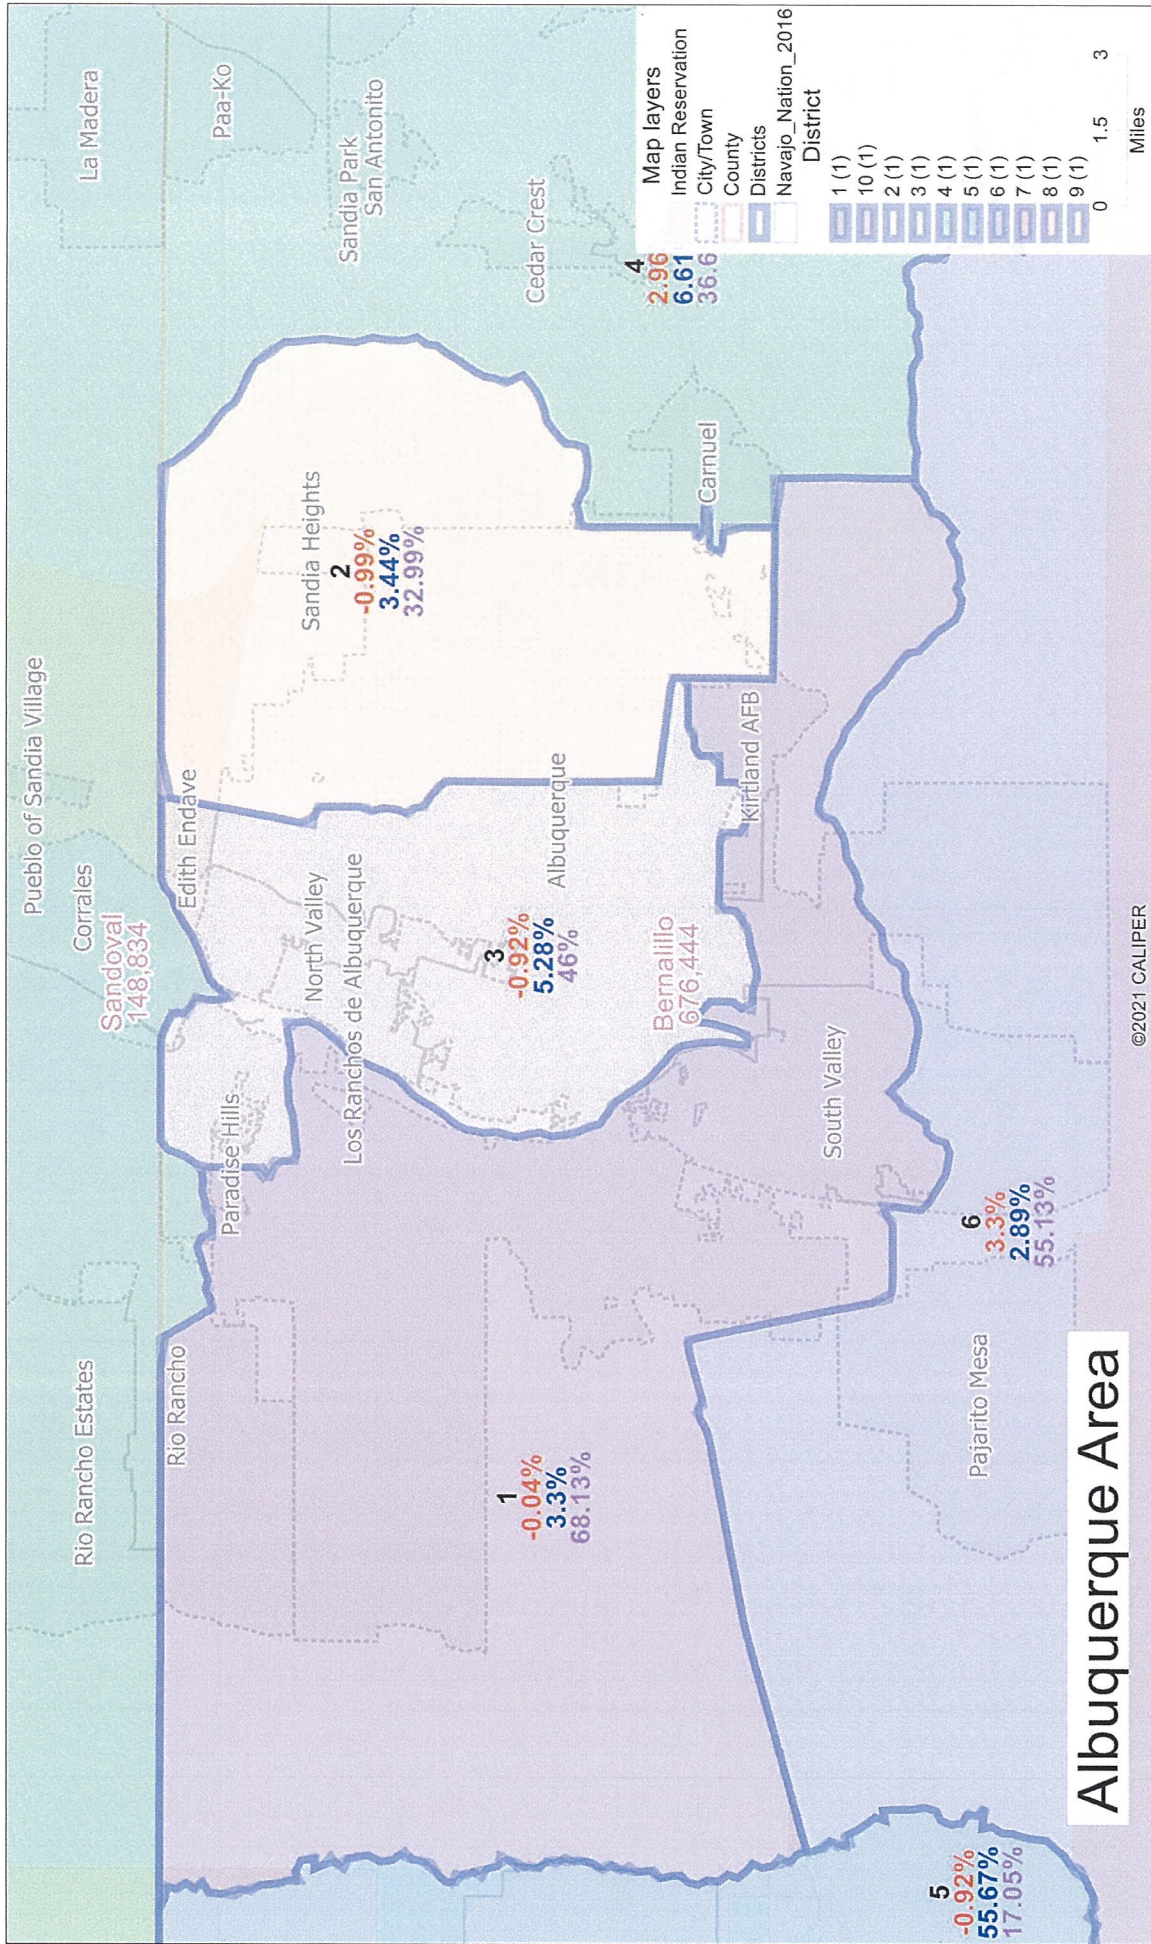 La Madera
Paa-Ko
Sandia Park
San Antonito
Cedar Crest
Pueblo of Sandia Village
Corrales
Sandoval
148,834
Rio Rancho Estates
Rio Rancho
Edith Endave
Sandia Heights
2
-0.99%
3.44%
32.99%
North Valley
Los Ranchos de Albuquerque
Paradise Hills
Albuquerque
3
-0.92%
5.28%
46%
Bernalillo
676,444
Carnuel
4
2.96
6.61
36.6
Kirtland AFB
1
-0.04%
3.3%
68.13%
South Valley
6
3.3%
2.89%
55.13%
Pajarito Mesa
5
-0.92%
55.67%
17.05%
Albuquerque Area
©2021 CALIPER
Map layers
Indian Reservation
City/Town
County
Districts
Navajo_Nation_2016
District
1 (1)
10 (1)
2 (1)
3 (1)
4 (1)
5 (1)
6 (1)
7 (1)
8 (1)
9 (1)
0 1.5 3
Miles